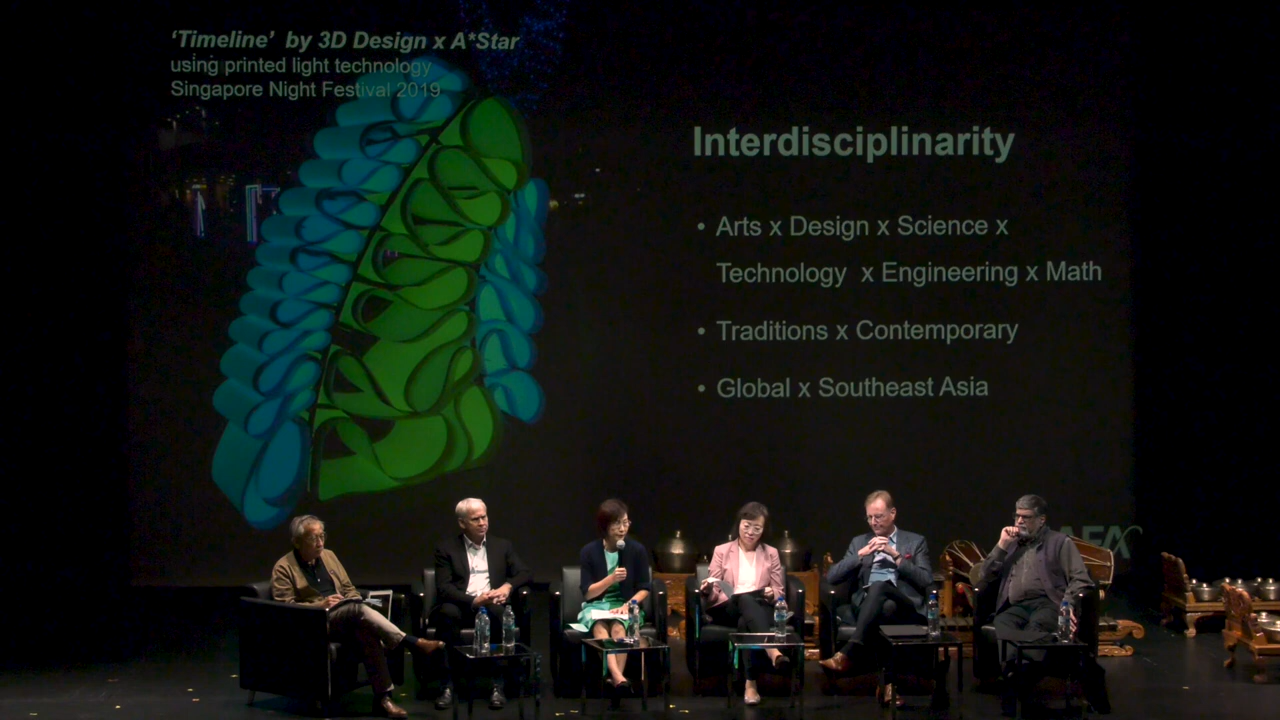 ‘Timeline’ by 3D Design x A*Star
using printed light technology
Singapore Night Festival 2019
Interdisciplinarity
• Arts x Design x Science x
Technology x Engineering x Math
• Traditions x Contemporary
• Global x Southeast Asia